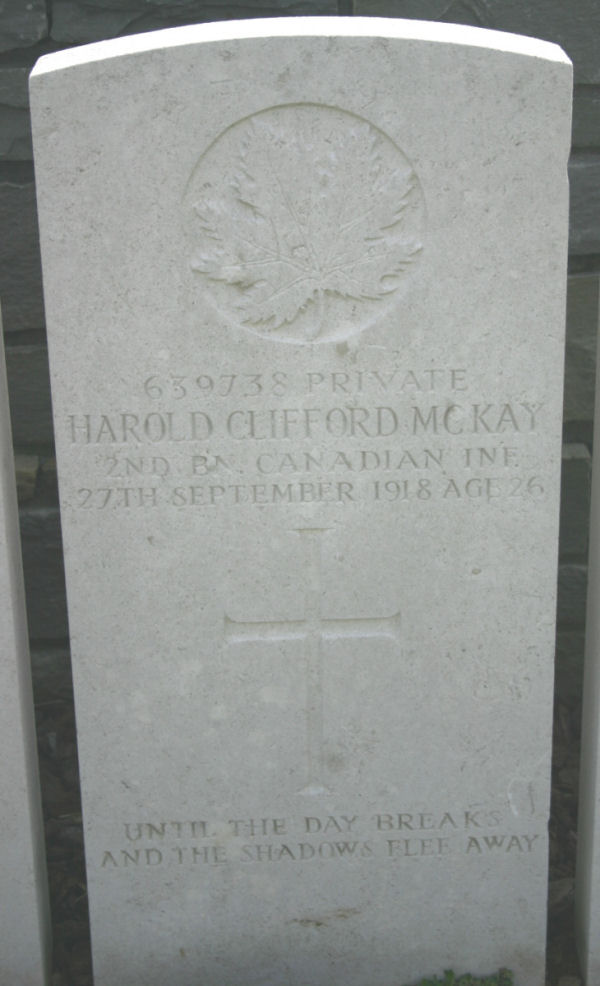 639738 PRIVATE
HAROLD CLIFFORD MCKAY
2ND BN. CANADIAN INF.
27TH SEPTEMBER 1918 AGE 26
UNTIL THE DAY BREAKS
AND THE SHADOWS FLEE AWAY